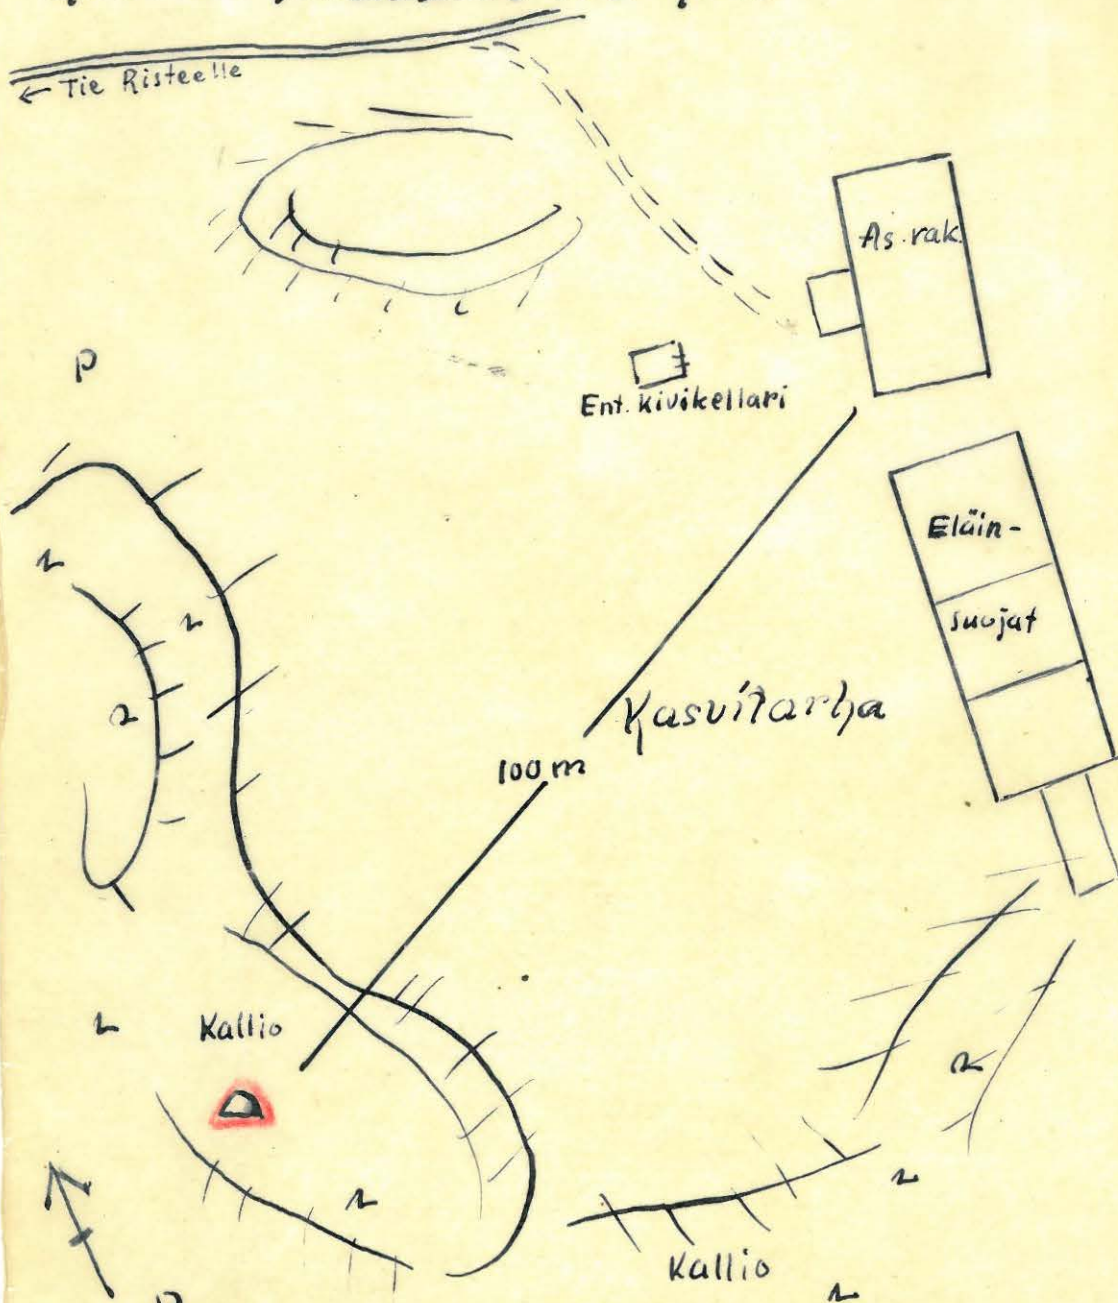 ← Tie Risteelle
As. rak.
P
Ent. Kivikellari
Eläin-
suojat
Kasvitarha
100 m
Kallio
Kallio